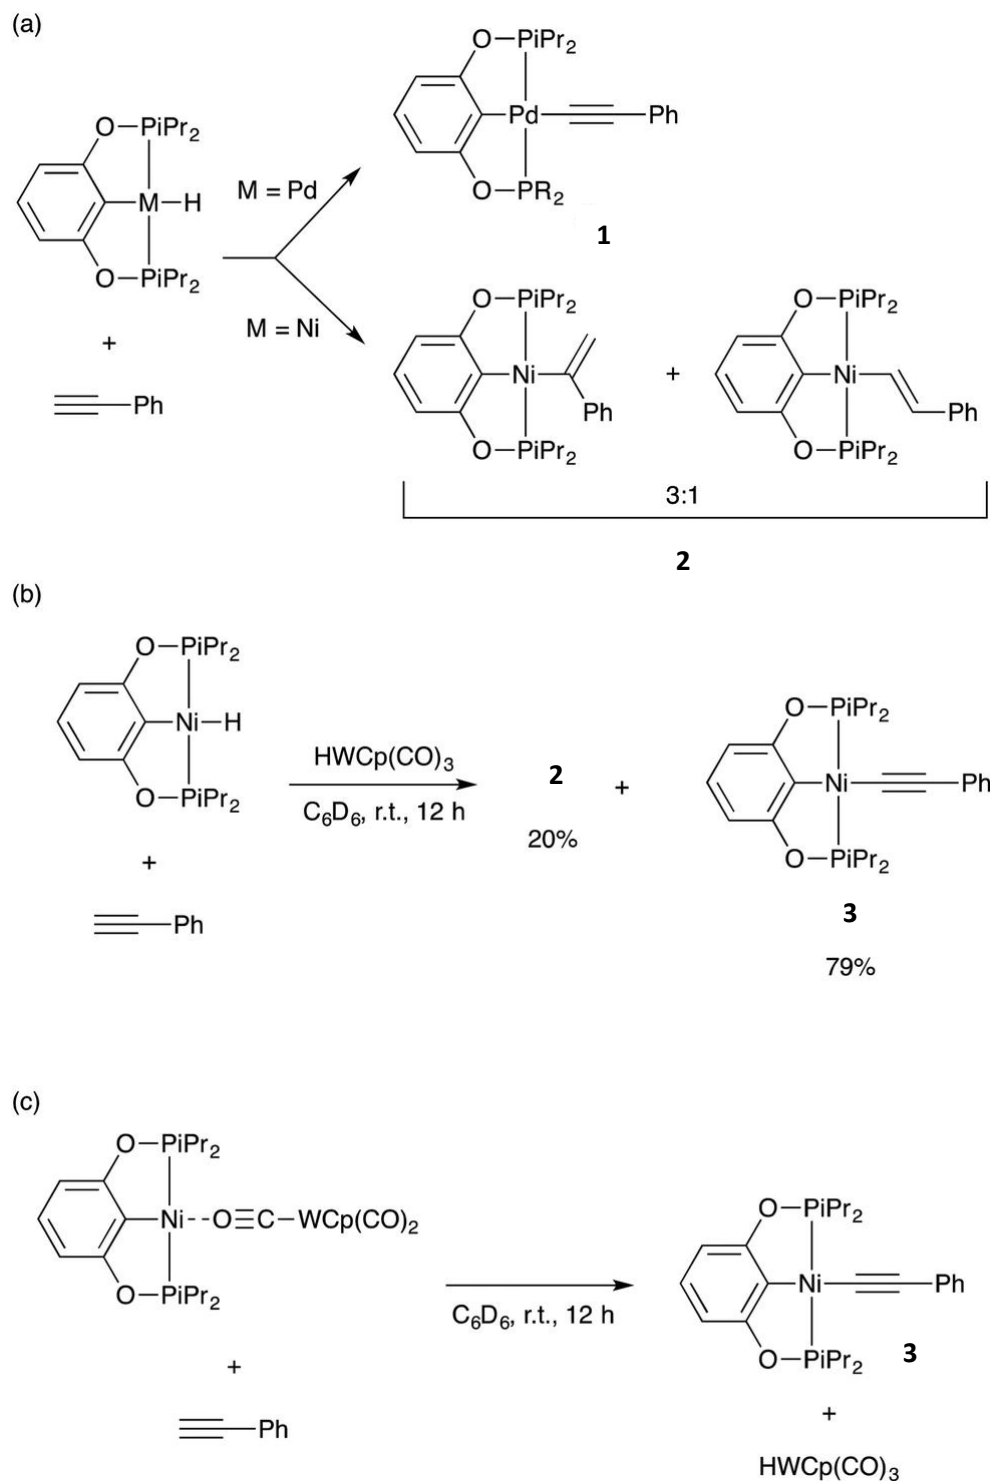 (a)
O—PiPr₂
Pd
Ph
O—PR₂
1
O—PiPr₂
M—H
O—PiPr₂
M = Pd
M = Ni
+
Ph
O—PiPr₂
Ni
Ph
O—PiPr₂
+
O—PiPr₂
Ni
Ph
O—PiPr₂
3:1
2
(b)
O—PiPr₂
Ni—H
O—PiPr₂
+
Ph
HWCp(CO)₃
C₆D₆, r.t., 12 h
2
20%
+
O—PiPr₂
Ni
Ph
O—PiPr₂
3
79%
(c)
O—PiPr₂
Ni--O≡C—WCp(CO)₂
O—PiPr₂
+
Ph
C₆D₆, r.t., 12 h
O—PiPr₂
Ni
Ph
O—PiPr₂
3
+
HWCp(CO)₃